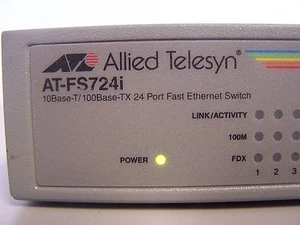 Allied Telesyn
AT-FS724i
10Base-T/100Base-TX 24 Port Fast Ethernet Switch
LINK/ACTIVITY
100M
POWER
FDX
1 2 3